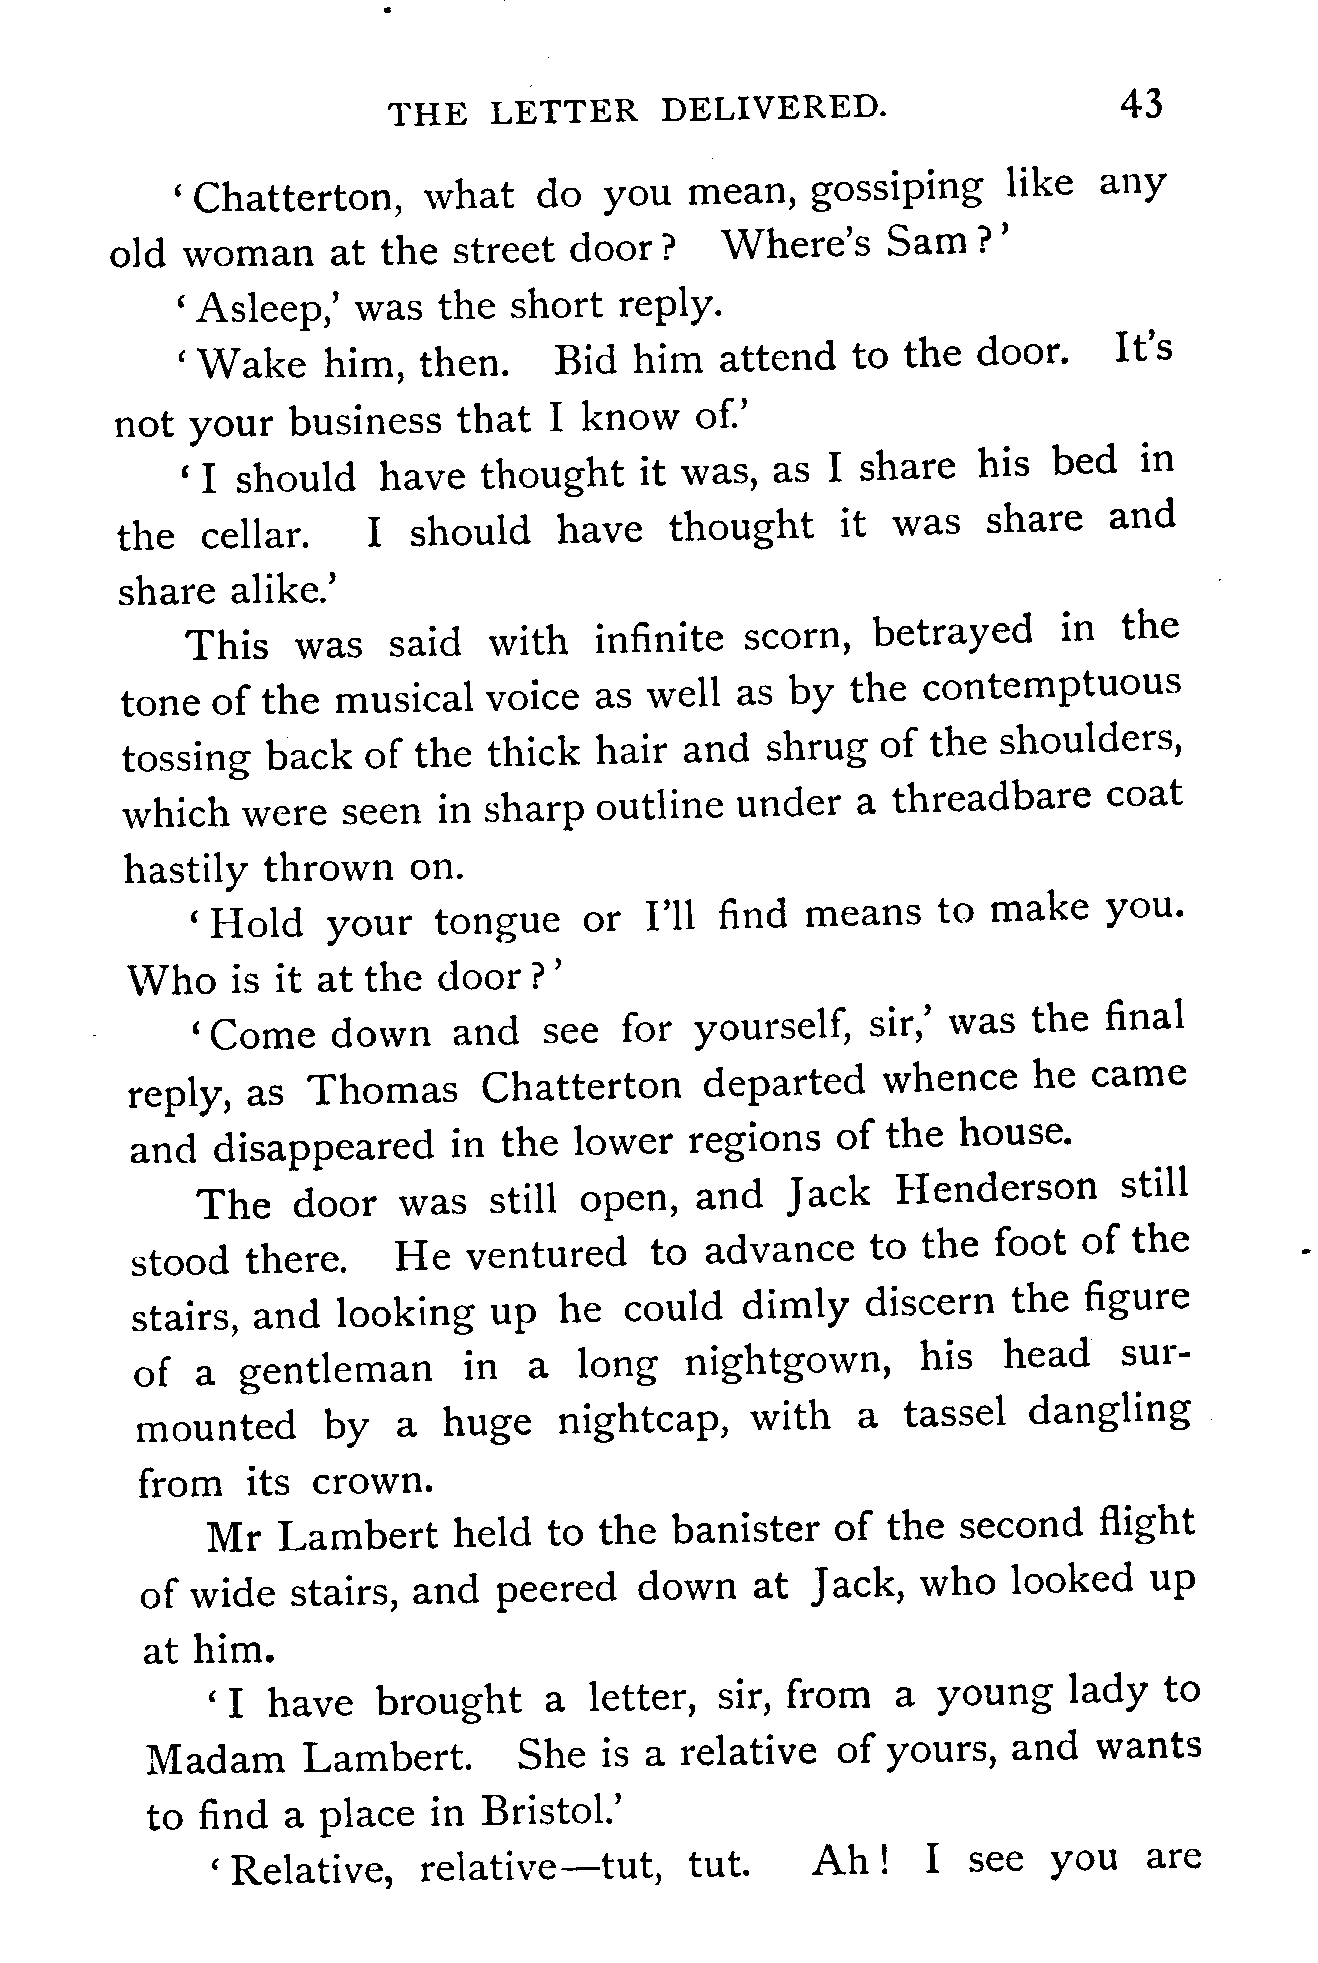 THE LETTER DELIVERED. 43
‘Chatterton, what do you mean, gossiping like any
old woman at the street door? Where’s Sam?’
‘Asleep,’ was the short reply.
‘Wake him, then. Bid him attend to the door. It’s
not your business that I know of.’
‘I should have thought it was, as I share his bed in
the cellar. I should have thought it was share and
share alike.’
This was said with infinite scorn, betrayed in the
tone of the musical voice as well as by the contemptuous
tossing back of the thick hair and shrug of the shoulders,
which were seen in sharp outline under a threadbare coat
hastily thrown on.
‘Hold your tongue or I’ll find means to make you.
Who is it at the door?’
‘Come down and see for yourself, sir,’ was the final
reply, as Thomas Chatterton departed whence he came
and disappeared in the lower regions of the house.
The door was still open, and Jack Henderson still
stood there. He ventured to advance to the foot of the
stairs, and looking up he could dimly discern the figure
of a gentleman in a long nightgown, his head sur-
mounted by a huge nightcap, with a tassel dangling
from its crown.
Mr Lambert held to the banister of the second flight
of wide stairs, and peered down at Jack, who looked up
at him.
‘I have brought a letter, sir, from a young lady to
Madam Lambert. She is a relative of yours, and wants
to find a place in Bristol.’
‘Relative, relative—tut, tut. Ah! I see you are